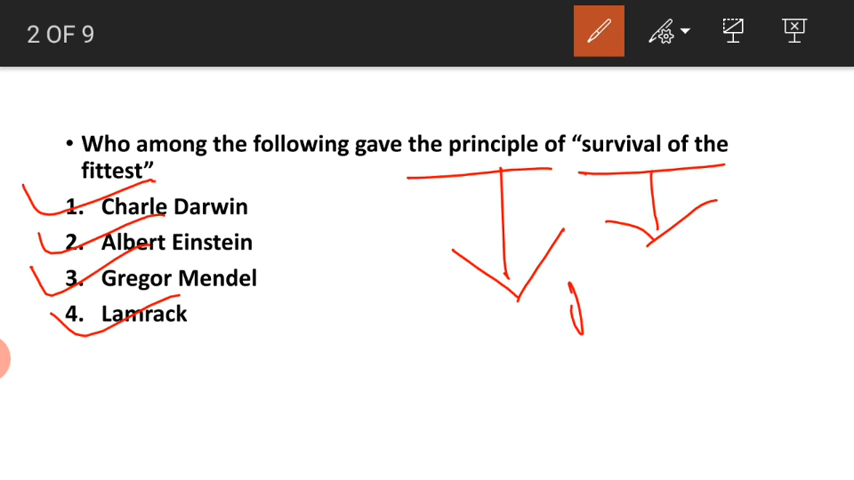 2 OF 9
• Who among the following gave the principle of “survival of the
fittest”
1. Charle Darwin
2. Albert Einstein
3. Gregor Mendel
4. Lamrack